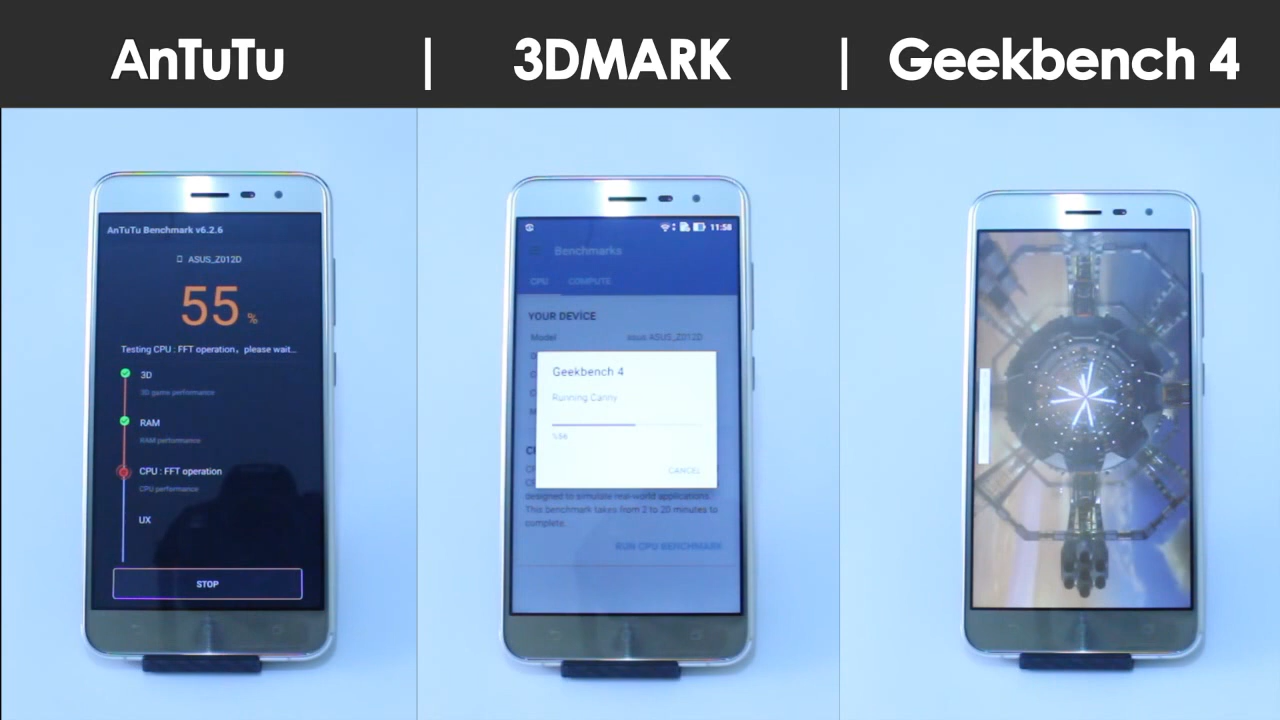 AnTuTu | 3DMARK | Geekbench 4
AnTuTu Benchmark v6.2.6
ASUS_Z012D
55 %
Testing CPU : FFT operation, please wait...
3D
3D game performance
RAM
RAM performance
CPU : FFT operation
CPU performance
UX
STOP
11:58
Benchmarks
CPU COMPUTE
YOUR DEVICE
Model asus ASUS_Z012D
Geekbench 4
Running Canny
%56
CANCEL
designed to simulate real-world applications.
This benchmark takes from 2 to 20 minutes to
complete.
RUN CPU BENCHMARK